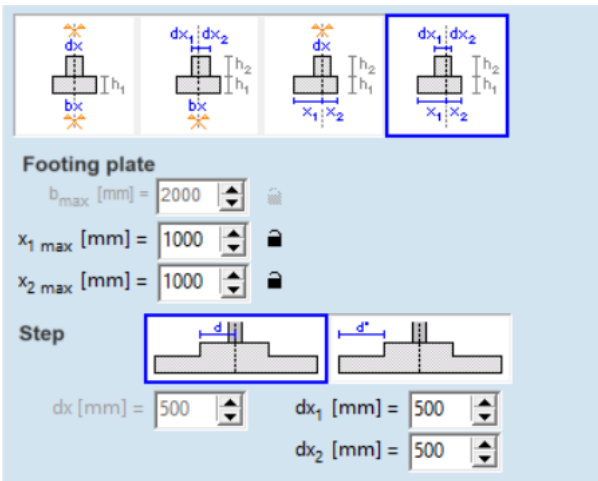 dx dx₁ dx₂ dx dx₁ dx₂
h₂ h₂ h₂
h₁ h₁ h₁ h₁
bx bx x₁ x₂ x₁ x₂
Footing plate
b_max [mm] = 2000
x₁ max [mm] = 1000
x₂ max [mm] = 1000
Step d d*
dx [mm] = 500 dx₁ [mm] = 500
dx₂ [mm] = 500